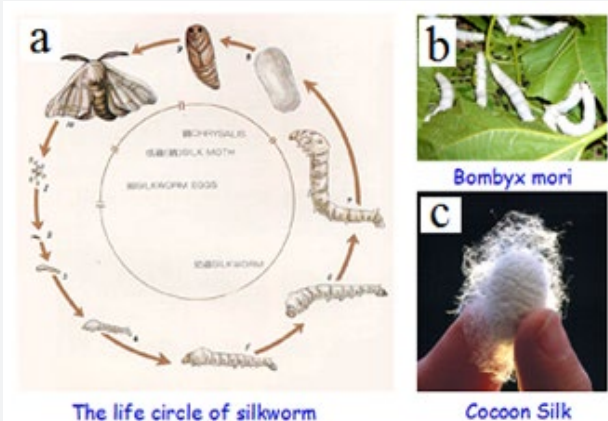 a
CHRYSALIS
SILK MOTH
SILKWORM EGGS
SILKWORM
The life circle of silkworm
b
Bombyx mori
c
Cocoon Silk